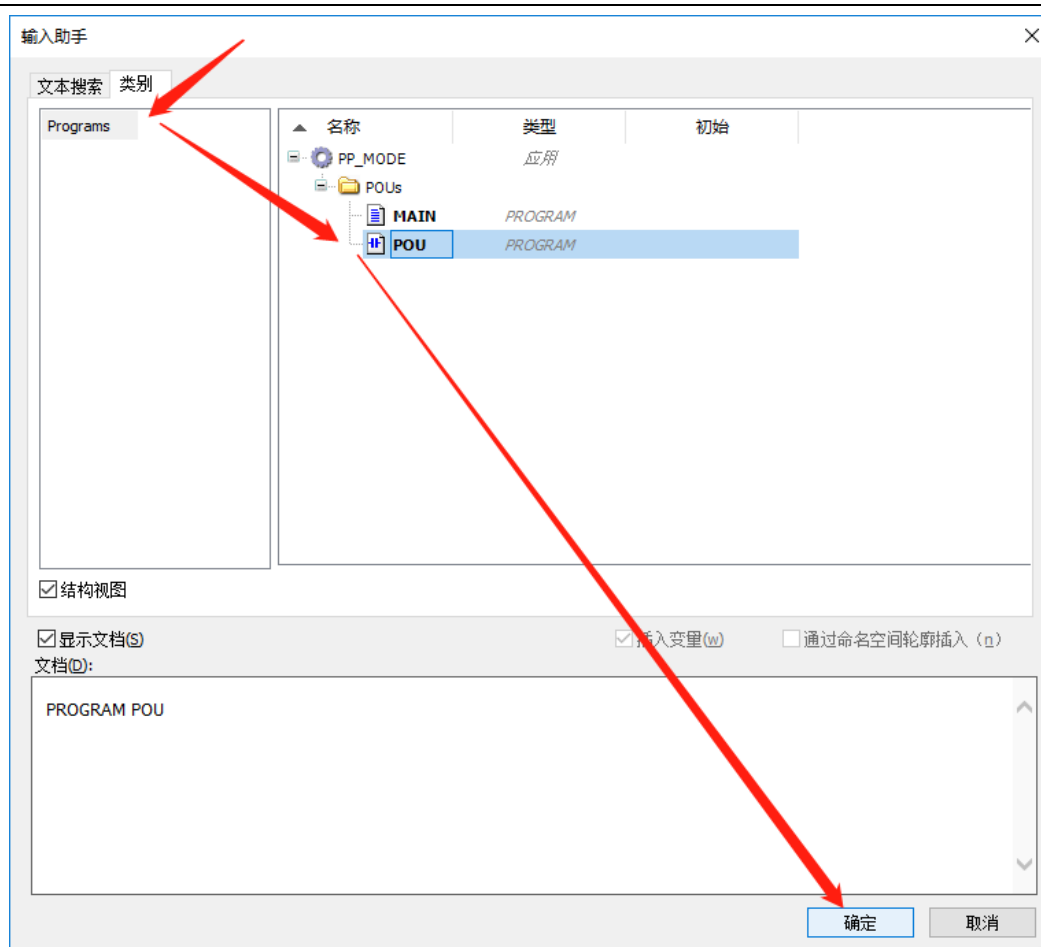 输入助手
文本搜索 类别
Programs
名称 类型 初始
PP_MODE 应用
POUs
MAIN PROGRAM
POU PROGRAM
结构视图
显示文档(S) 插入变量(w) 通过命名空间轮廓插入（n）
文档(D):
PROGRAM POU
确定 取消